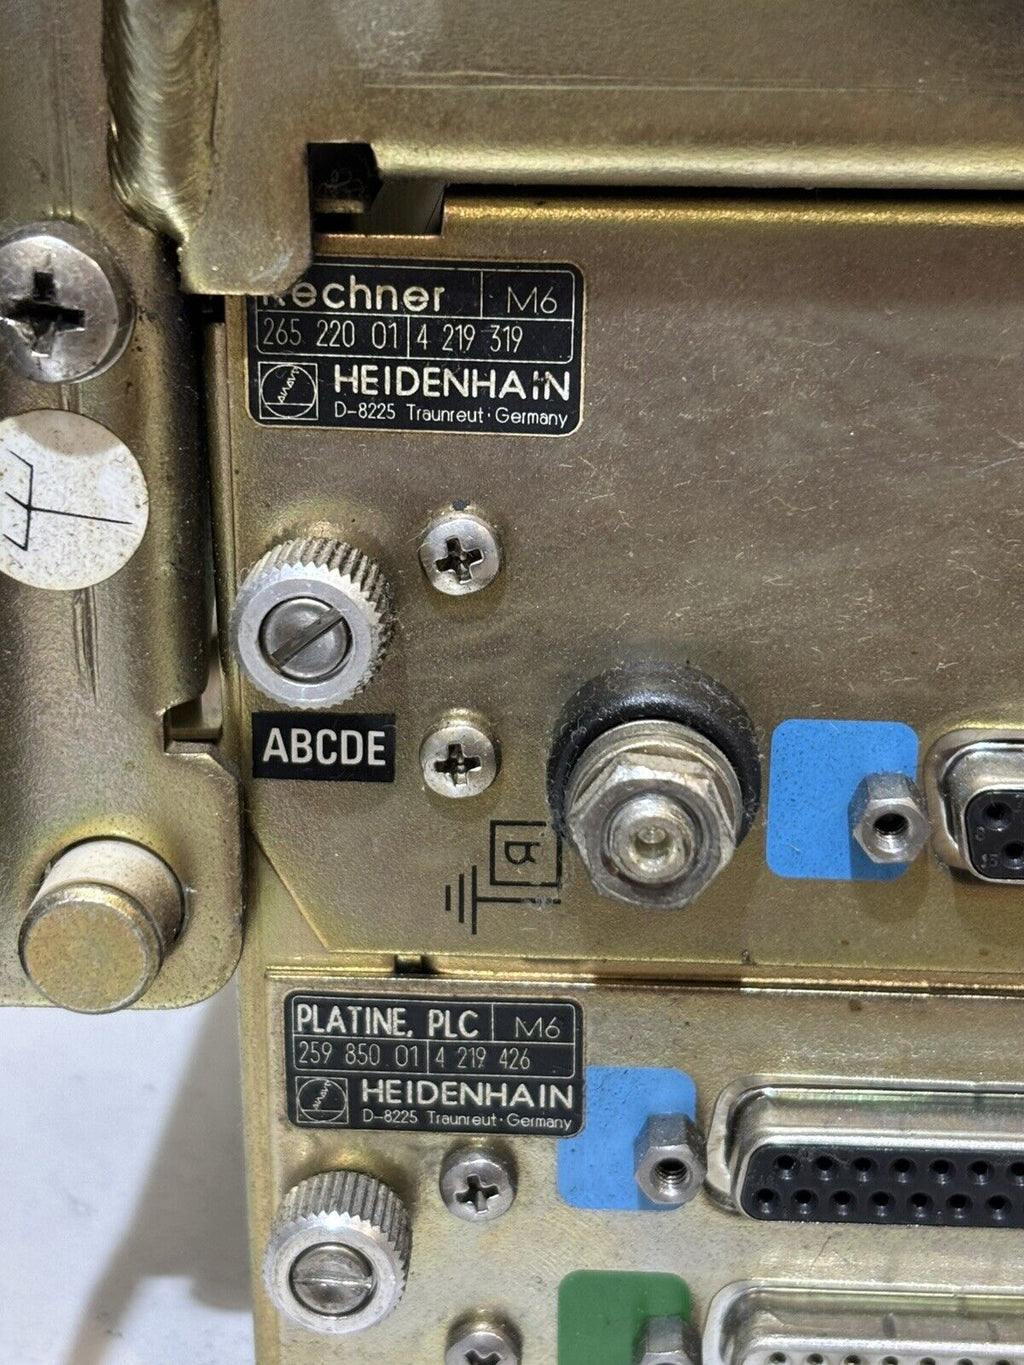 Rechner M6
265 220 01 4 219 319
HEIDENHAIN
D-8225 Traunreut · Germany
ABCDE
PLATINE, PLC M6
259 850 01 4 219 426
HEIDENHAIN
D-8225 Traunreut · Germany